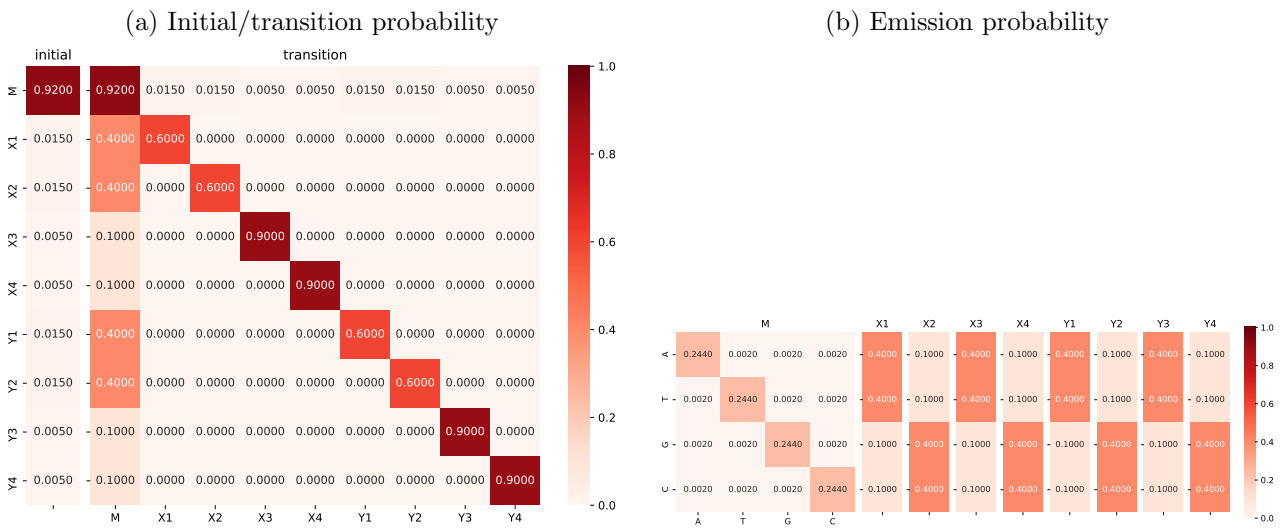 (a) Initial/transition probability
initial transition
M 0.9200 0.9200 0.0150 0.0150 0.0050 0.0050 0.0150 0.0150 0.0050 0.0050
X1 0.0150 0.4000 0.6000 0.0000 0.0000 0.0000 0.0000 0.0000 0.0000 0.0000
X2 0.0150 0.4000 0.0000 0.6000 0.0000 0.0000 0.0000 0.0000 0.0000 0.0000
X3 0.0050 0.1000 0.0000 0.0000 0.9000 0.0000 0.0000 0.0000 0.0000 0.0000
X4 0.0050 0.1000 0.0000 0.0000 0.0000 0.9000 0.0000 0.0000 0.0000 0.0000
Y1 0.0150 0.4000 0.0000 0.0000 0.0000 0.0000 0.6000 0.0000 0.0000 0.0000
Y2 0.0150 0.4000 0.0000 0.0000 0.0000 0.0000 0.0000 0.6000 0.0000 0.0000
Y3 0.0050 0.1000 0.0000 0.0000 0.0000 0.0000 0.0000 0.0000 0.9000 0.0000
Y4 0.0050 0.1000 0.0000 0.0000 0.0000 0.0000 0.0000 0.0000 0.0000 0.9000
M X1 X2 X3 X4 Y1 Y2 Y3 Y4
1.0
0.8
0.6
0.4
0.2
0.0
(b) Emission probability
M X1 X2 X3 X4 Y1 Y2 Y3 Y4
A 0.2440 0.0020 0.0020 0.0020 0.4000 0.1000 0.4000 0.1000 0.4000 0.1000 0.4000 0.1000
T 0.0020 0.2440 0.0020 0.0020 0.4000 0.1000 0.4000 0.1000 0.4000 0.1000 0.4000 0.1000
G 0.0020 0.0020 0.2440 0.0020 0.1000 0.4000 0.1000 0.4000 0.1000 0.4000 0.1000 0.4000
C 0.0020 0.0020 0.0020 0.2440 0.1000 0.4000 0.1000 0.4000 0.1000 0.4000 0.1000 0.4000
A T G C
1.0
0.8
0.6
0.4
0.2
0.0